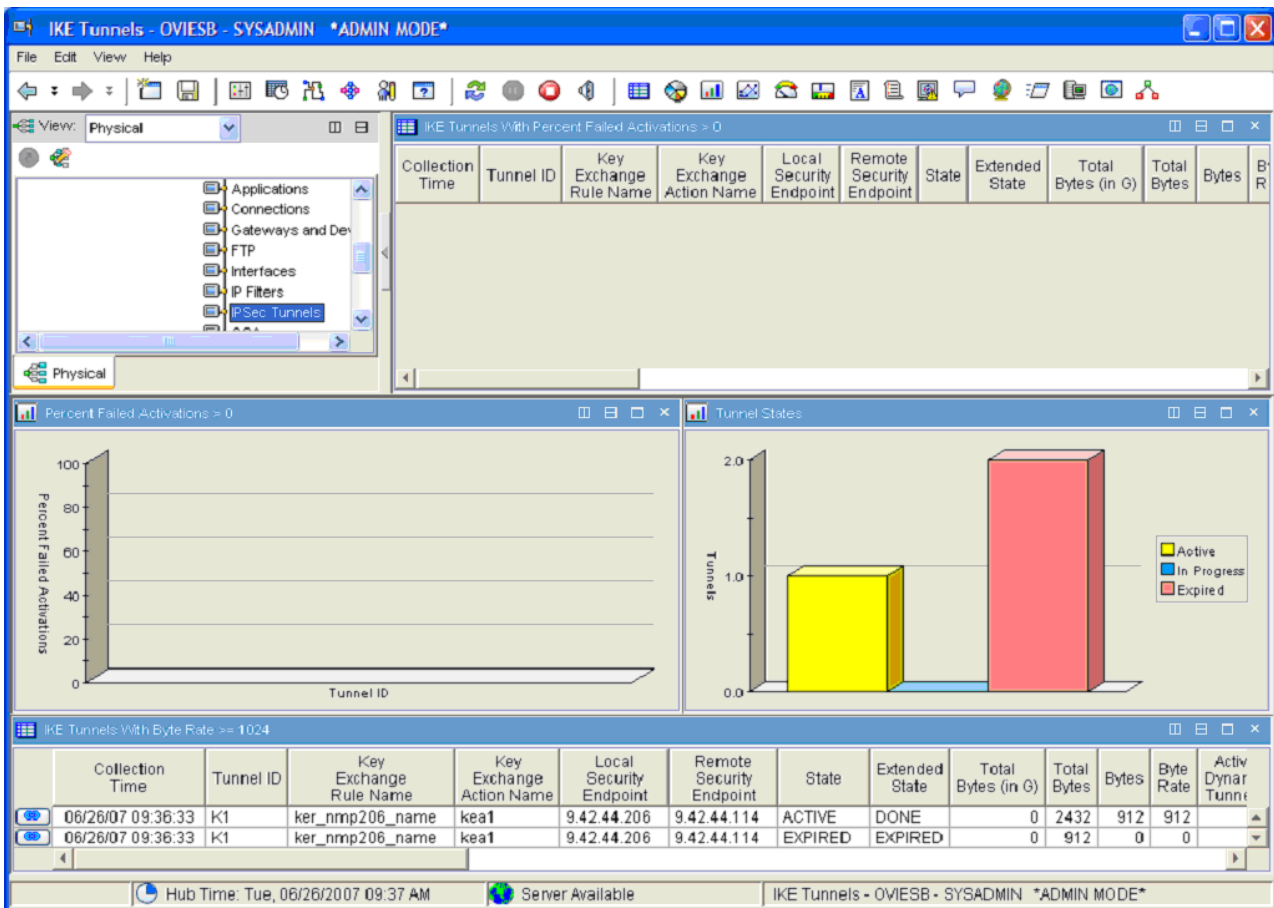 IKE Tunnels - OVIESB - SYSADMIN *ADMIN MODE*
File Edit View Help
View: Physical
Applications
Connections
Gateways and Dev
FTP
Interfaces
IP Filters
IPSec Tunnels
Physical
IKE Tunnels With Percent Failed Activations > 0
Collection Time
Tunnel ID
Key Exchange Rule Name
Key Exchange Action Name
Local Security Endpoint
Remote Security Endpoint
State
Extended State
Total Bytes (in G)
Total Bytes
Bytes
Percent Failed Activations > 0
Percent Failed Activations
100
80
60
40
20
0
Tunnel ID
Tunnel States
Tunnels
2.0
1.0
0.0
Active
In Progress
Expired
IKE Tunnels With Byte Rate >= 1024
Collection Time
Tunnel ID
Key Exchange Rule Name
Key Exchange Action Name
Local Security Endpoint
Remote Security Endpoint
State
Extended State
Total Bytes (in G)
Total Bytes
Bytes
Byte Rate
Activ Dynar Tunne
06/26/07 09:36:33 K1 ker_nmp206_name kea1 9.42.44.206 9.42.44.114 ACTIVE DONE 0 2432 912 912
06/26/07 09:36:33 K1 ker_nmp206_name kea1 9.42.44.206 9.42.44.114 EXPIRED EXPIRED 0 912 0 0
Hub Time: Tue, 06/26/2007 09:37 AM
Server Available
IKE Tunnels - OVIESB - SYSADMIN *ADMIN MODE*